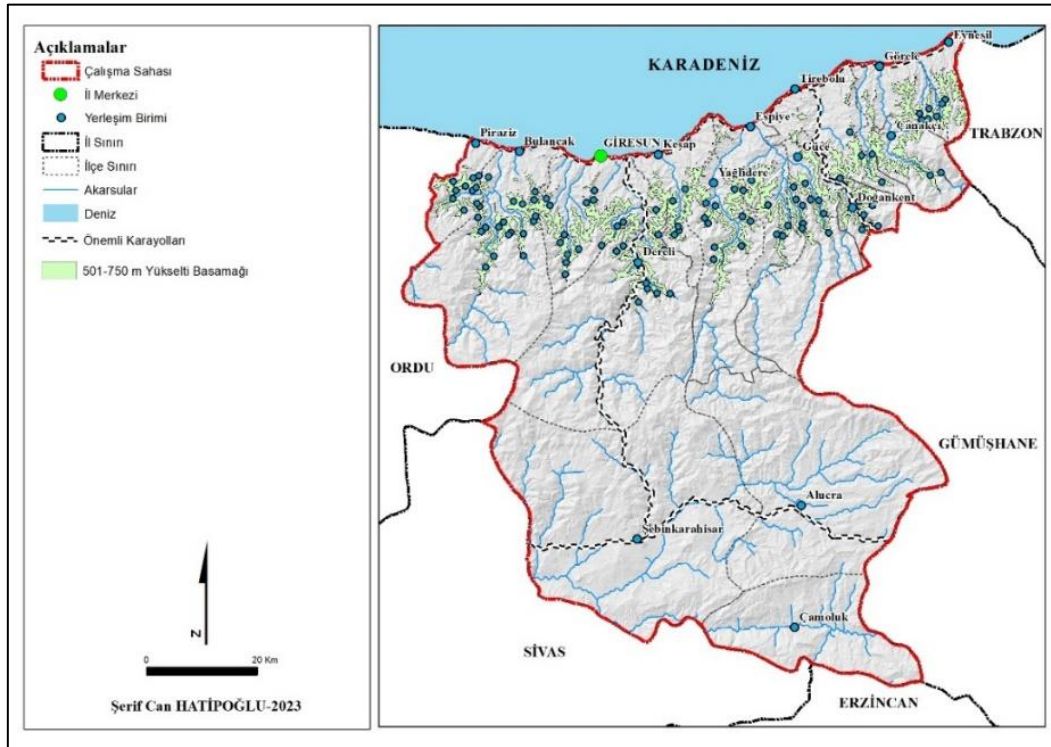 Açıklamalar
Çalışma Sahası
İl Merkezi
Yerleşim Birimi
İl Sınırı
İlçe Sınırı
Akarsular
Deniz
Önemli Karayolları
501-750 m Yükselti Basamağı
N
0 20 Km
Şerif Can HATİPOĞLU-2023
KARADENİZ
Eynesil
Görele
Tirebolu
Espiye
Çanakçı
TRABZON
Piraziz
Bulancak
GİRESUN
Keşap
Güce
Yağlıdere
Doğankent
Dereli
ORDU
GÜMÜŞHANE
Alucra
Şebinkarahisar
Çamoluk
SİVAS
ERZİNCAN